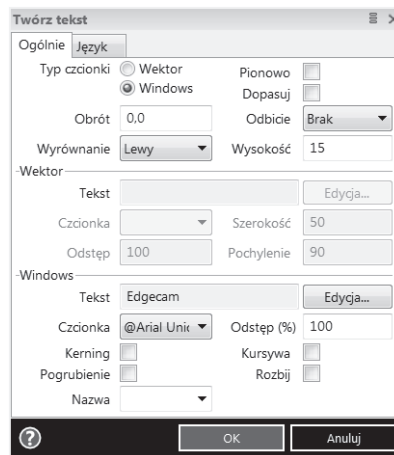 Twórz tekst
Ogólnie Język
Typ czcionki Wektor Pionowo
Windows Dopasuj
Obrót 0,0 Odbicie Brak
Wyrównanie Lewy Wysokość 15
Wektor
Tekst Edycja...
Czcionka Szerokość 50
Odstęp 100 Pochylenie 90
Windows
Tekst Edgecam Edycja...
Czcionka @Arial Unic Odstęp (%) 100
Kerning Kursywa
Pogrubienie Rozbij
Nazwa
? OK Anuluj